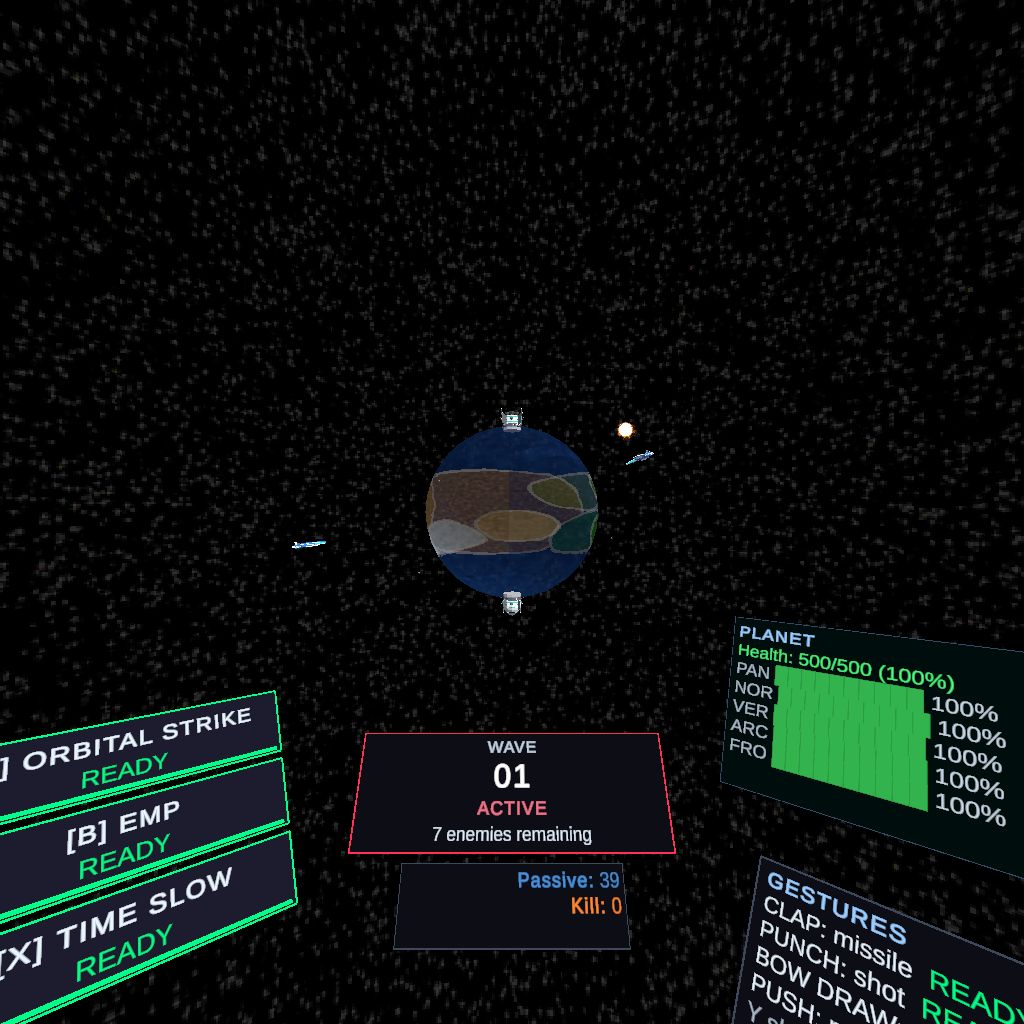 ] ORBITAL STRIKE
READY
[B] EMP
READY
[X] TIME SLOW
READY
WAVE
01
ACTIVE
7 enemies remaining
Passive: 39
Kill: 0
PLANET
Health: 500/500 (100%)
PAN 100%
NOR 100%
VER 100%
ARC 100%
FRO 100%
GESTURES
CLAP: missile READY
PUNCH: shot
BOW DRAW
PUSH: